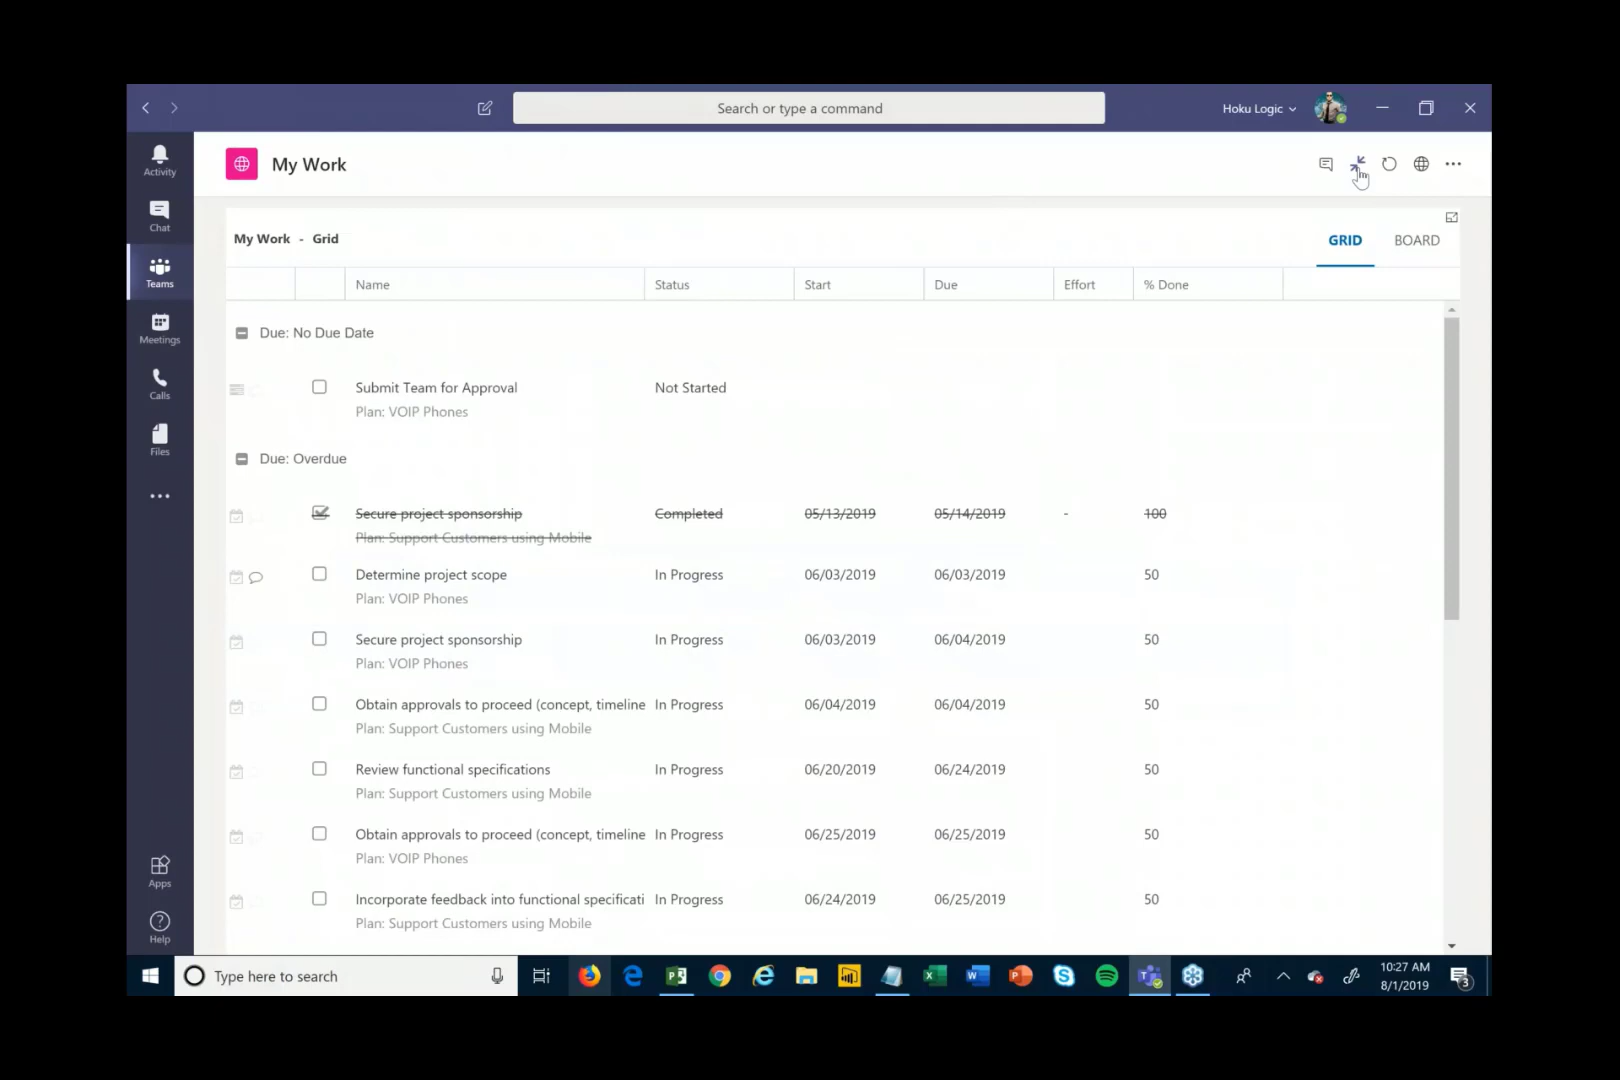 Search or type a command
Hoku Logic
Activity
Chat
Teams
Meetings
Calls
Files
Apps
Help
My Work
My Work - Grid
GRID BOARD
Name Status Start Due Effort % Done
Due: No Due Date
Submit Team for Approval Not Started
Plan: VOIP Phones
Due: Overdue
Secure project sponsorship Completed 05/13/2019 05/14/2019 - 100
Plan: Support Customers using Mobile
Determine project scope In Progress 06/03/2019 06/03/2019 50
Plan: VOIP Phones
Secure project sponsorship In Progress 06/03/2019 06/04/2019 50
Plan: VOIP Phones
Obtain approvals to proceed (concept, timeline In Progress 06/04/2019 06/04/2019 50
Plan: Support Customers using Mobile
Review functional specifications In Progress 06/20/2019 06/24/2019 50
Plan: Support Customers using Mobile
Obtain approvals to proceed (concept, timeline In Progress 06/25/2019 06/25/2019 50
Plan: VOIP Phones
Incorporate feedback into functional specificati In Progress 06/24/2019 06/25/2019 50
Plan: Support Customers using Mobile
Type here to search
10:27 AM
8/1/2019
3